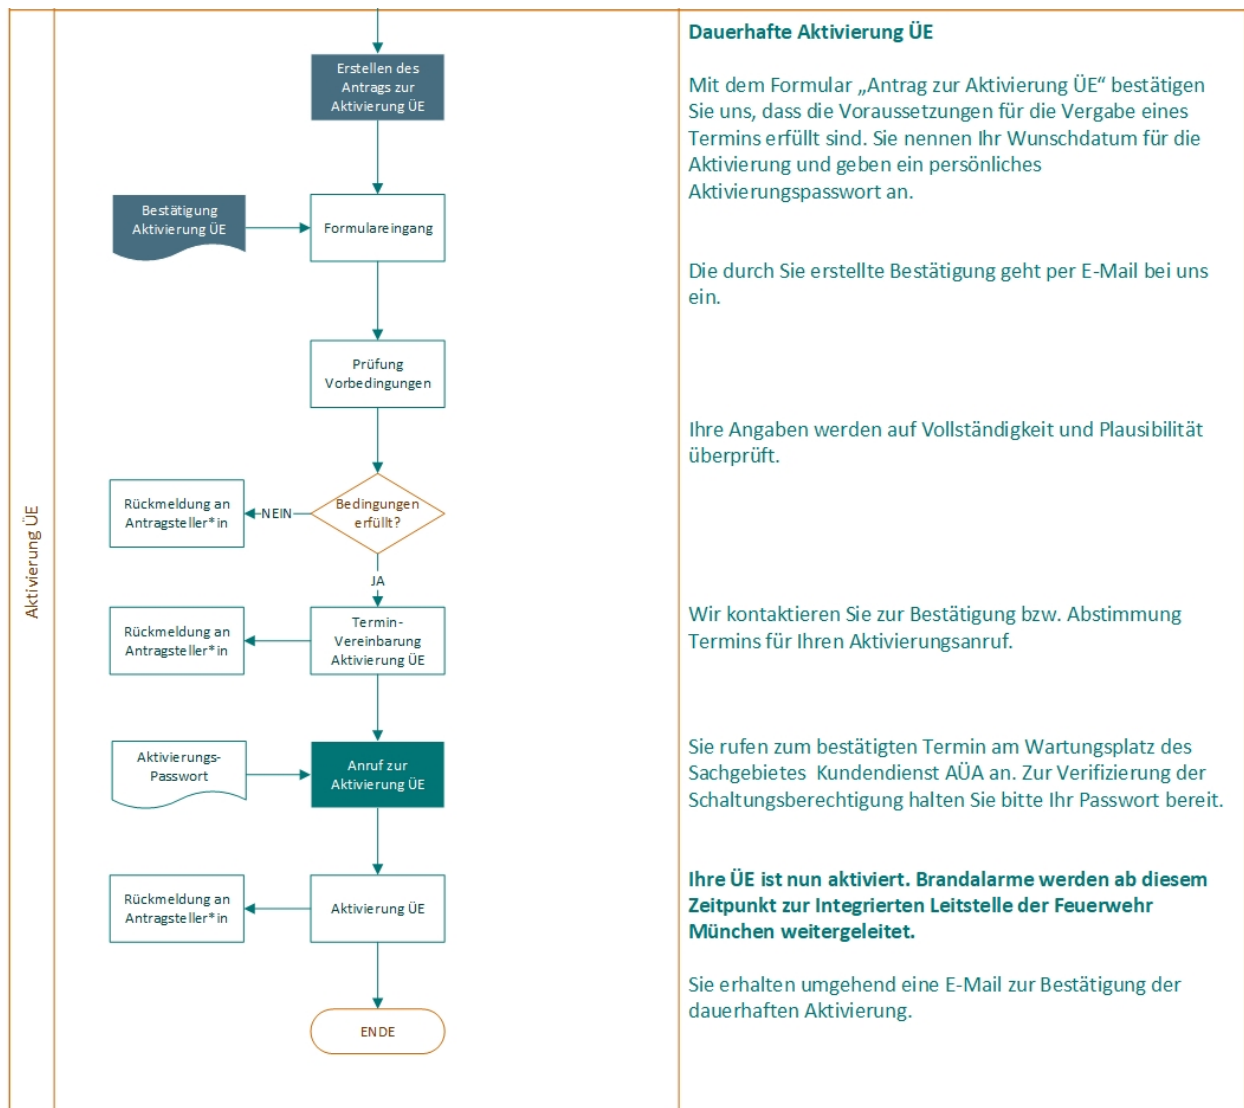 Aktivierung ÜE
Erstellen des
Antrags zur
Aktivierung ÜE
Bestätigung
Aktivierung ÜE
Formulareingang
Prüfung
Vorbedingungen
Bedingungen
erfüllt?
NEIN
Rückmeldung an
Antragsteller*in
JA
Termin-
Vereinbarung
Aktivierung ÜE
Rückmeldung an
Antragsteller*in
Aktivierungs-
Passwort
Anruf zur
Aktivierung ÜE
Rückmeldung an
Antragsteller*in
Aktivierung ÜE
ENDE
Dauerhafte Aktivierung ÜE
Mit dem Formular „Antrag zur Aktivierung ÜE“ bestätigen
Sie uns, dass die Voraussetzungen für die Vergabe eines
Termins erfüllt sind. Sie nennen Ihr Wunschdatum für die
Aktivierung und geben ein persönliches
Aktivierungspasswort an.
Die durch Sie erstellte Bestätigung geht per E-Mail bei uns
ein.
Ihre Angaben werden auf Vollständigkeit und Plausibilität
überprüft.
Wir kontaktieren Sie zur Bestätigung bzw. Abstimmung
Termins für Ihren Aktivierungsanruf.
Sie rufen zum bestätigten Termin am Wartungsplatz des
Sachgebietes Kundendienst AÜA an. Zur Verifizierung der
Schaltungsberechtigung halten Sie bitte Ihr Passwort bereit.
Ihre ÜE ist nun aktiviert. Brandalarme werden ab diesem
Zeitpunkt zur Integrierten Leitstelle der Feuerwehr
München weitergeleitet.
Sie erhalten umgehend eine E-Mail zur Bestätigung der
dauerhaften Aktivierung.